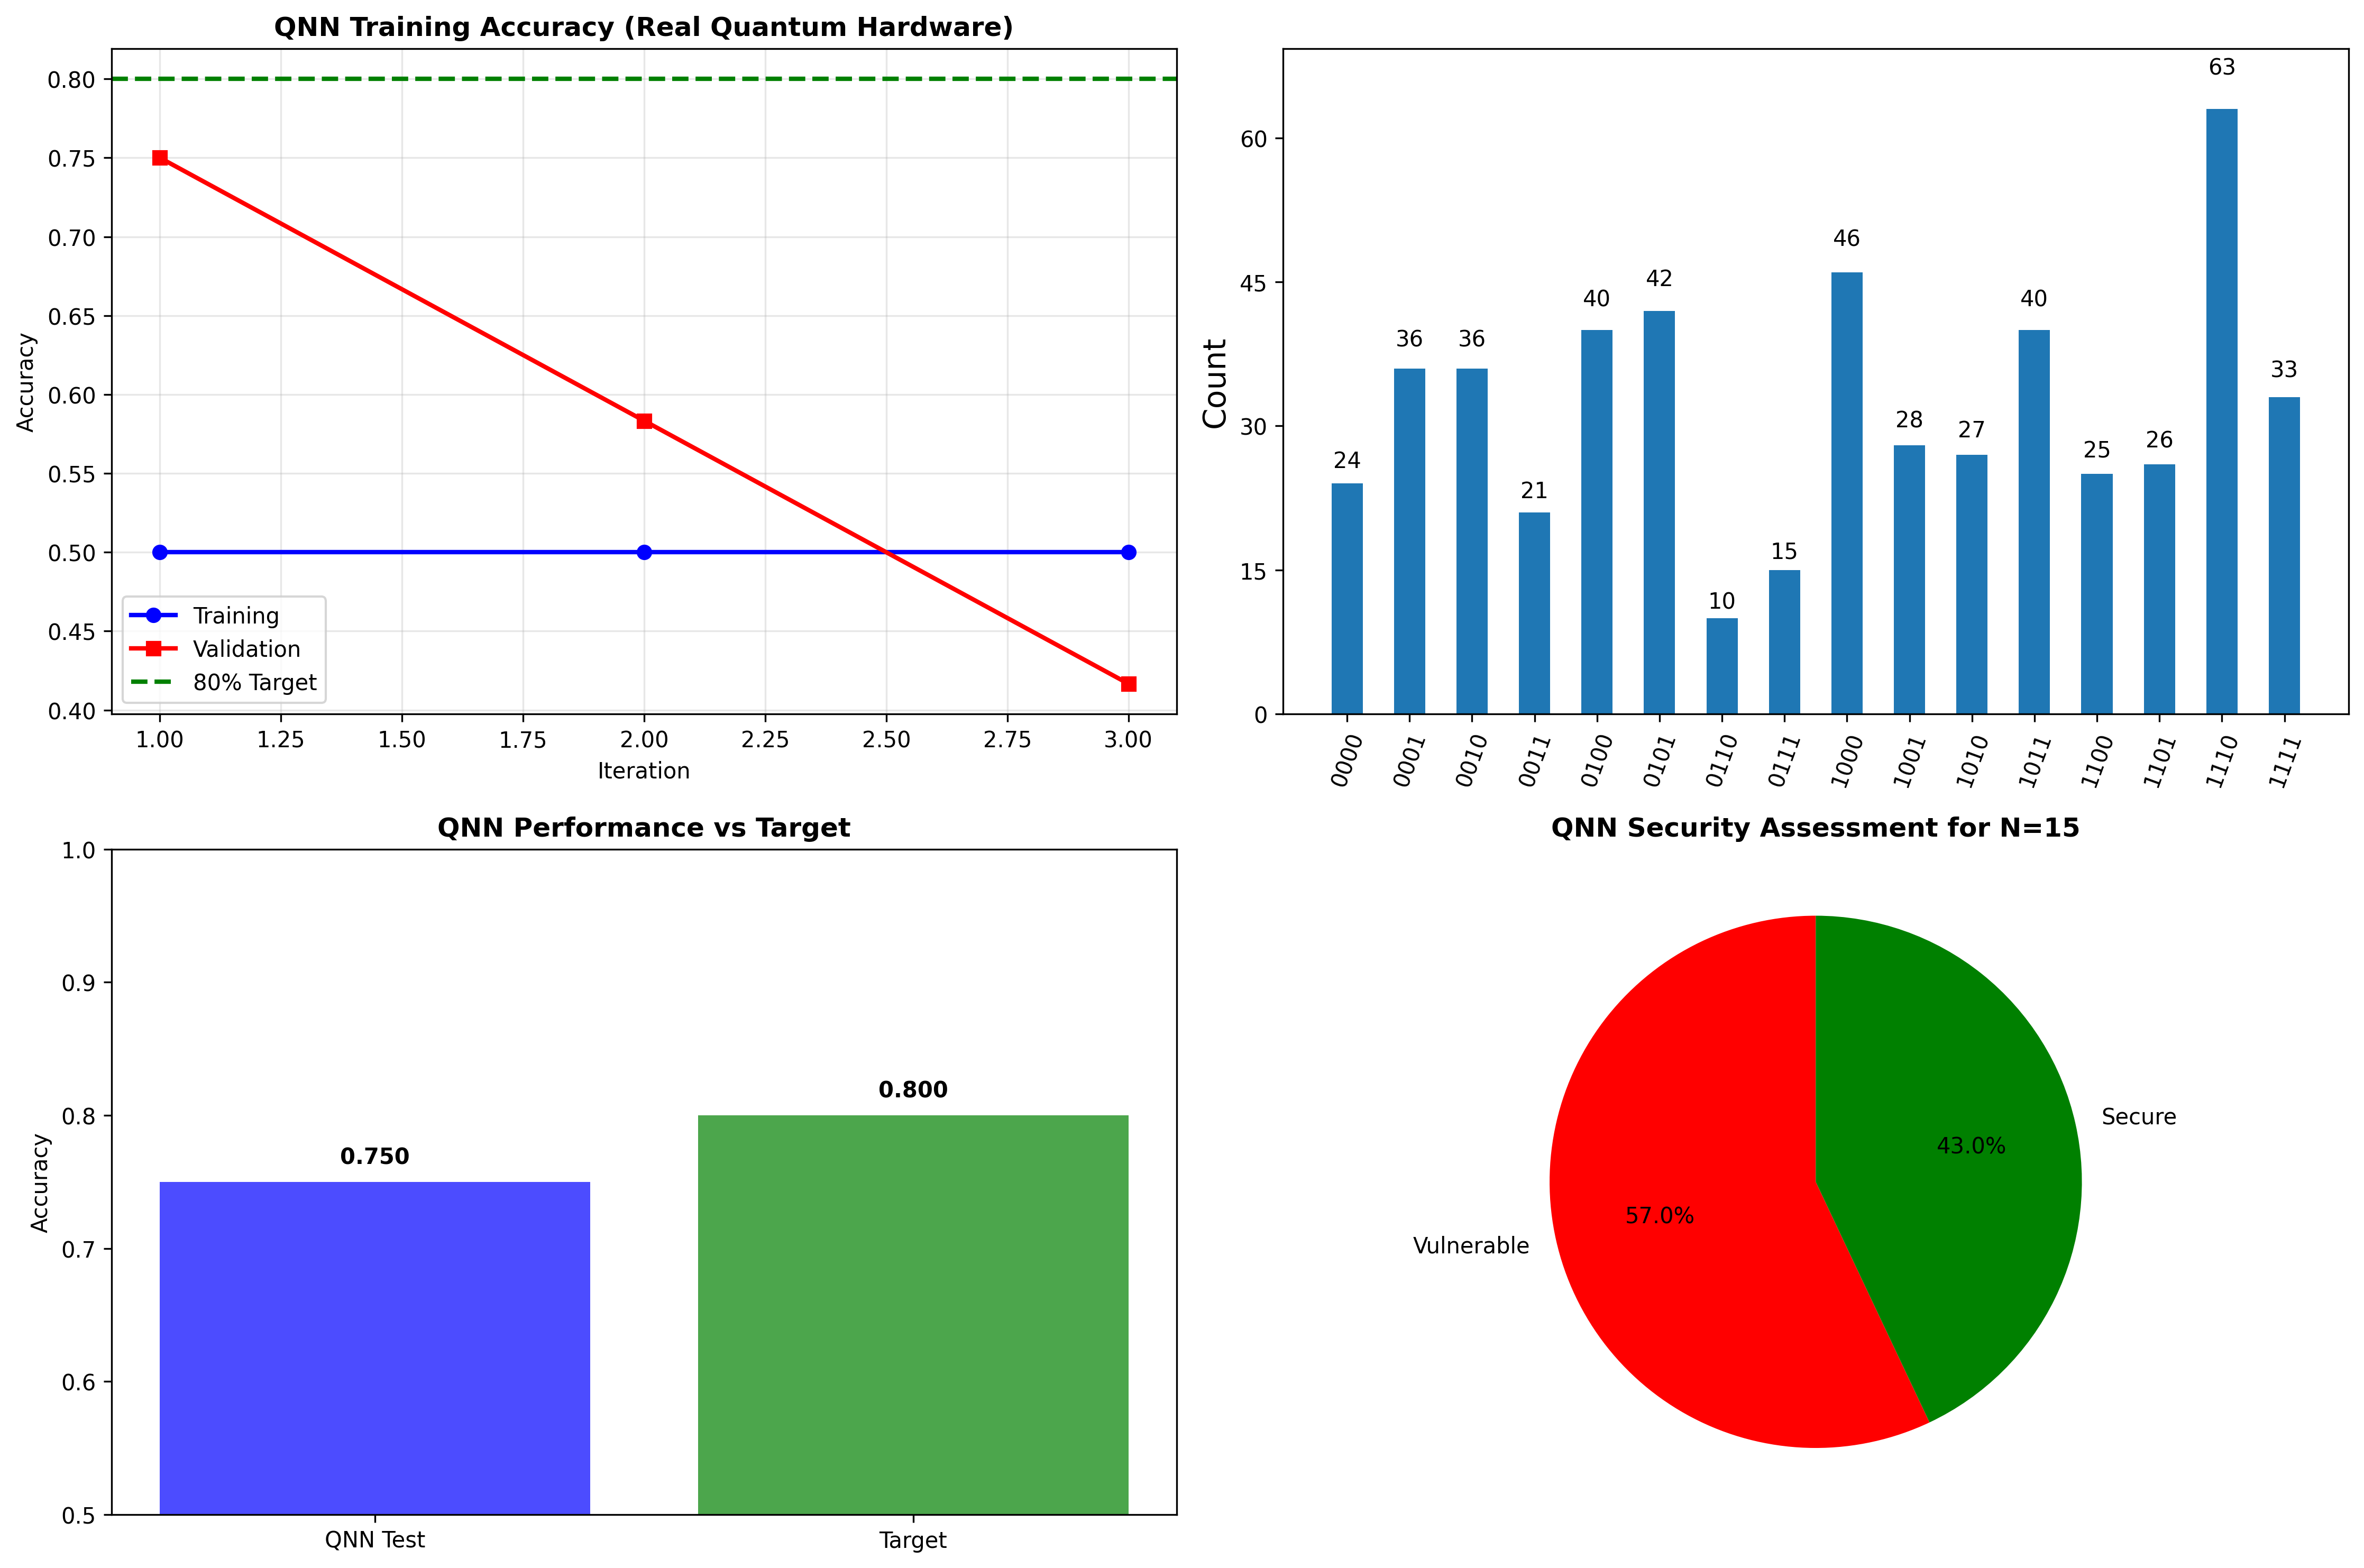 QNN Training Accuracy (Real Quantum Hardware)
Accuracy
0.80
0.75
0.70
0.65
0.60
0.55
0.50
0.45
0.40
Training
Validation
80% Target
1.00 1.25 1.50 1.75 2.00 2.25 2.50 2.75 3.00
Iteration
Count
60
45
30
15
0
24 36 36 21 40 42 10 15 46 28 27 40 25 26 63 33
0000 0001 0010 0011 0100 0101 0110 0111 1000 1001 1010 1011 1100 1101 1110 1111
QNN Performance vs Target
Accuracy
1.0
0.9
0.8
0.7
0.6
0.5
0.750
0.800
QNN Test Target
QNN Security Assessment for N=15
Secure
43.0%
57.0%
Vulnerable